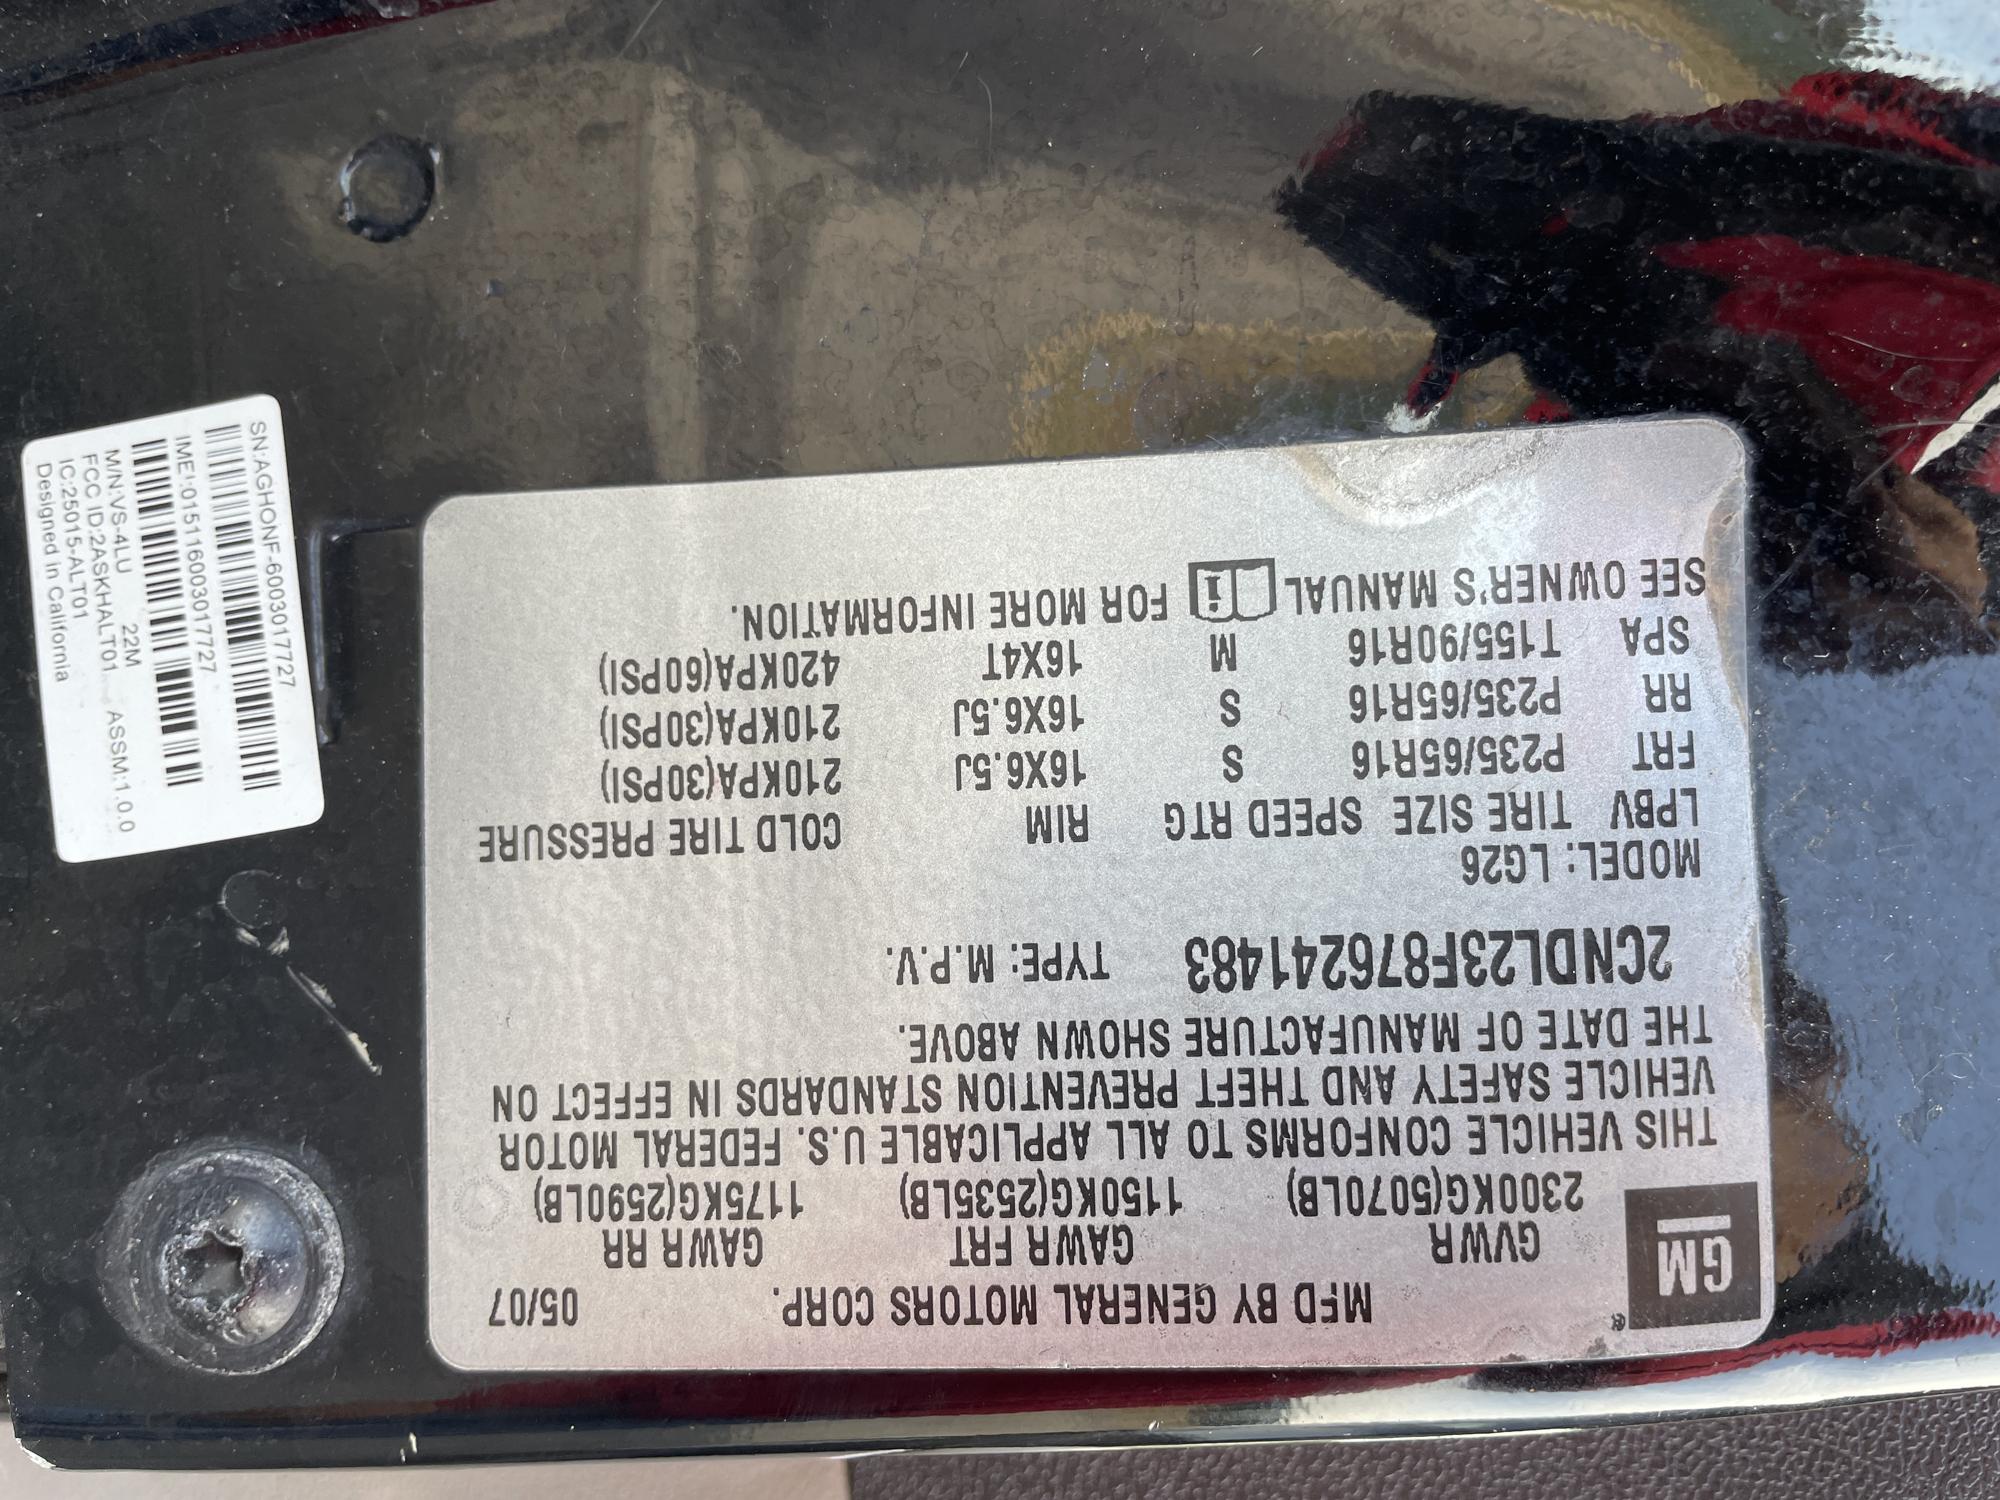 GM
®
MFD BY GENERAL MOTORS CORP. 05/07
GVWR GAWR FRT GAWR RR
2300KG(5070LB) 1150KG(2535LB) 1175KG(2590LB)
THIS VEHICLE CONFORMS TO ALL APPLICABLE U.S. FEDERAL MOTOR
VEHICLE SAFETY AND THEFT PREVENTION STANDARDS IN EFFECT ON
THE DATE OF MANUFACTURE SHOWN ABOVE.
2CNDL23F876241483 TYPE: M.P.V.
MODEL: LG26
LPBV TIRE SIZE SPEED RTG RIM COLD TIRE PRESSURE
FRT P235/65R16 S 16X6.5J 210KPA(30PSI)
RR P235/65R16 S 16X6.5J 210KPA(30PSI)
SPA T155/90R16 M 16X4T 420KPA(60PSI)
SEE OWNER'S MANUAL i FOR MORE INFORMATION.
SN:AGHONF-6003017727
IMEI:015116003017727
M/N:VS-4LU 22M ASSM:1.0.0
FCC ID:2ASKHALT01
IC:25015-ALT01
Designed in California